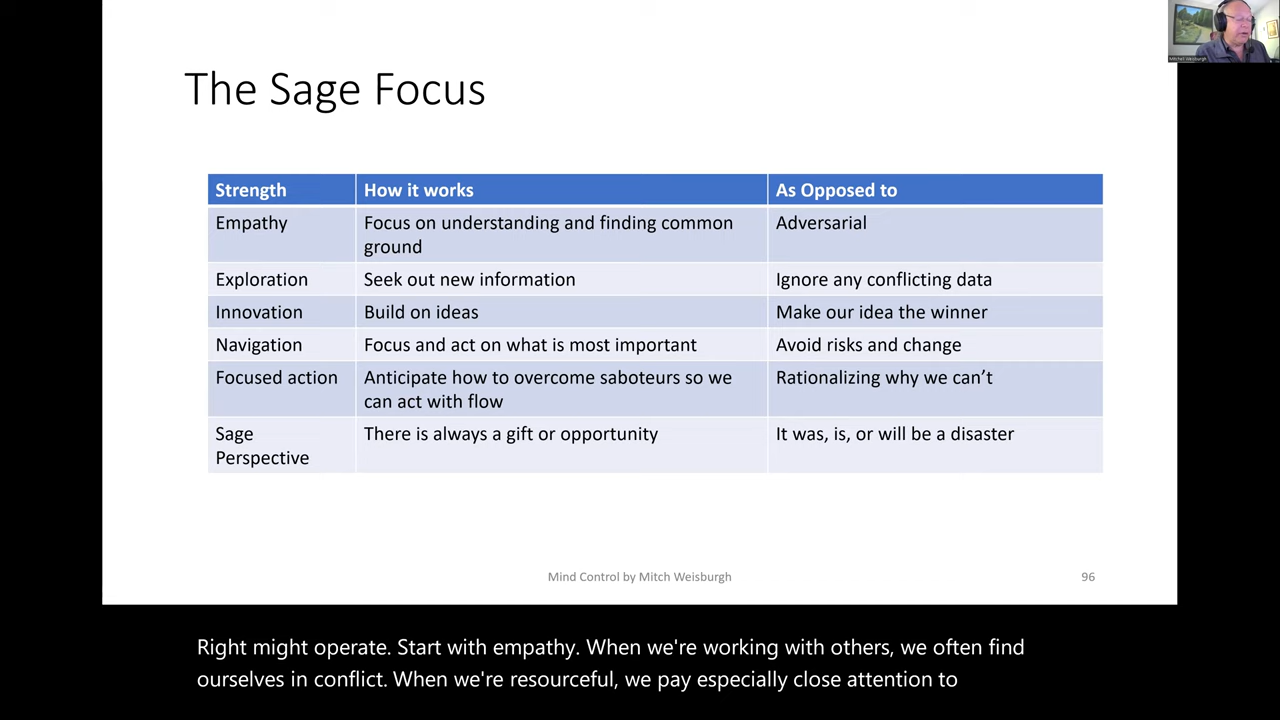 The Sage Focus
Strength How it works As Opposed to
Empathy Focus on understanding and finding common Adversarial
ground
Exploration Seek out new information Ignore any conflicting data
Innovation Build on ideas Make our idea the winner
Navigation Focus and act on what is most important Avoid risks and change
Focused action Anticipate how to overcome saboteurs so we Rationalizing why we can’t
can act with flow
Sage There is always a gift or opportunity It was, is, or will be a disaster
Perspective
Mind Control by Mitch Weisburgh 96
Right might operate. Start with empathy. When we're working with others, we often find
ourselves in conflict. When we're resourceful, we pay especially close attention to
Mitchell Weisburgh